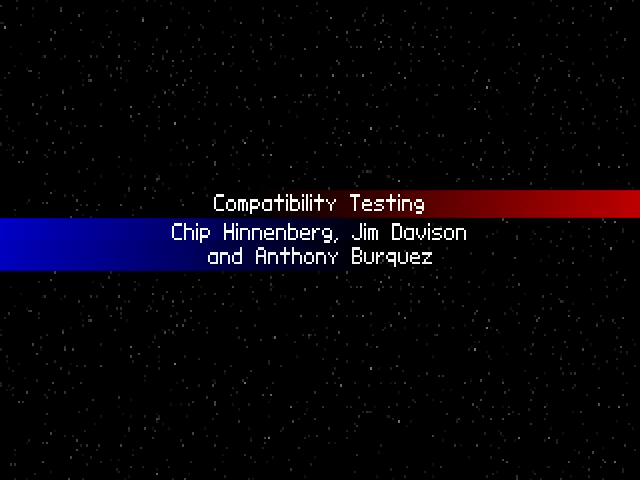 Compatibility Testing
Chip Hinnenberg, Jim Davison
and Anthony Burquez